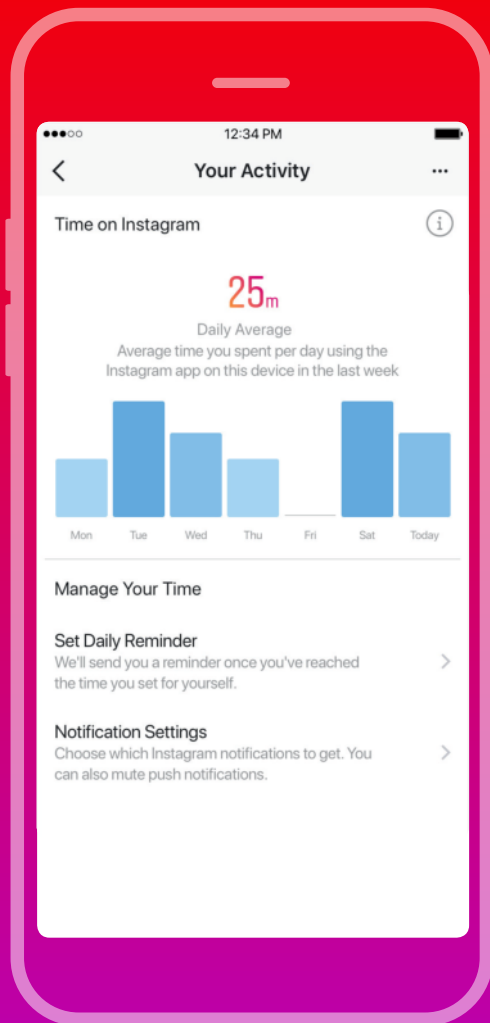 12:34 PM
Your Activity
Time on Instagram
25m
Daily Average
Average time you spent per day using the
Instagram app on this device in the last week
Mon Tue Wed Thu Fri Sat Today
Manage Your Time
Set Daily Reminder
We'll send you a reminder once you've reached
the time you set for yourself.
Notification Settings
Choose which Instagram notifications to get. You
can also mute push notifications.